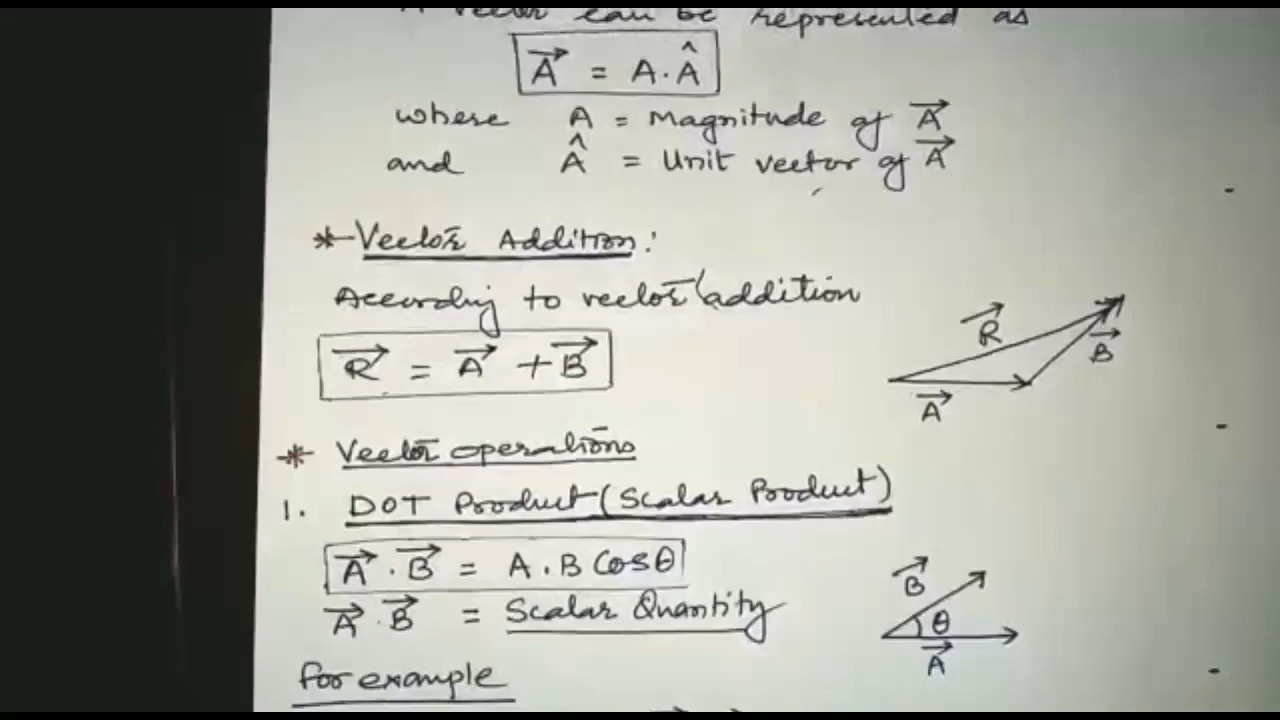 A vector can be represented as
A⃗ = A.Â
where A = Magnitude of A⃗
and Â = Unit vector of A⃗
* Vector Addition:
According to vector addition
R⃗ = A⃗ + B⃗
R⃗
B⃗
A⃗
* Vector operations
1. DOT Product (Scalar Product)
A⃗ . B⃗ = A . B Cosθ
A⃗ . B⃗ = Scalar Quantity
B⃗
θ
A⃗
For example